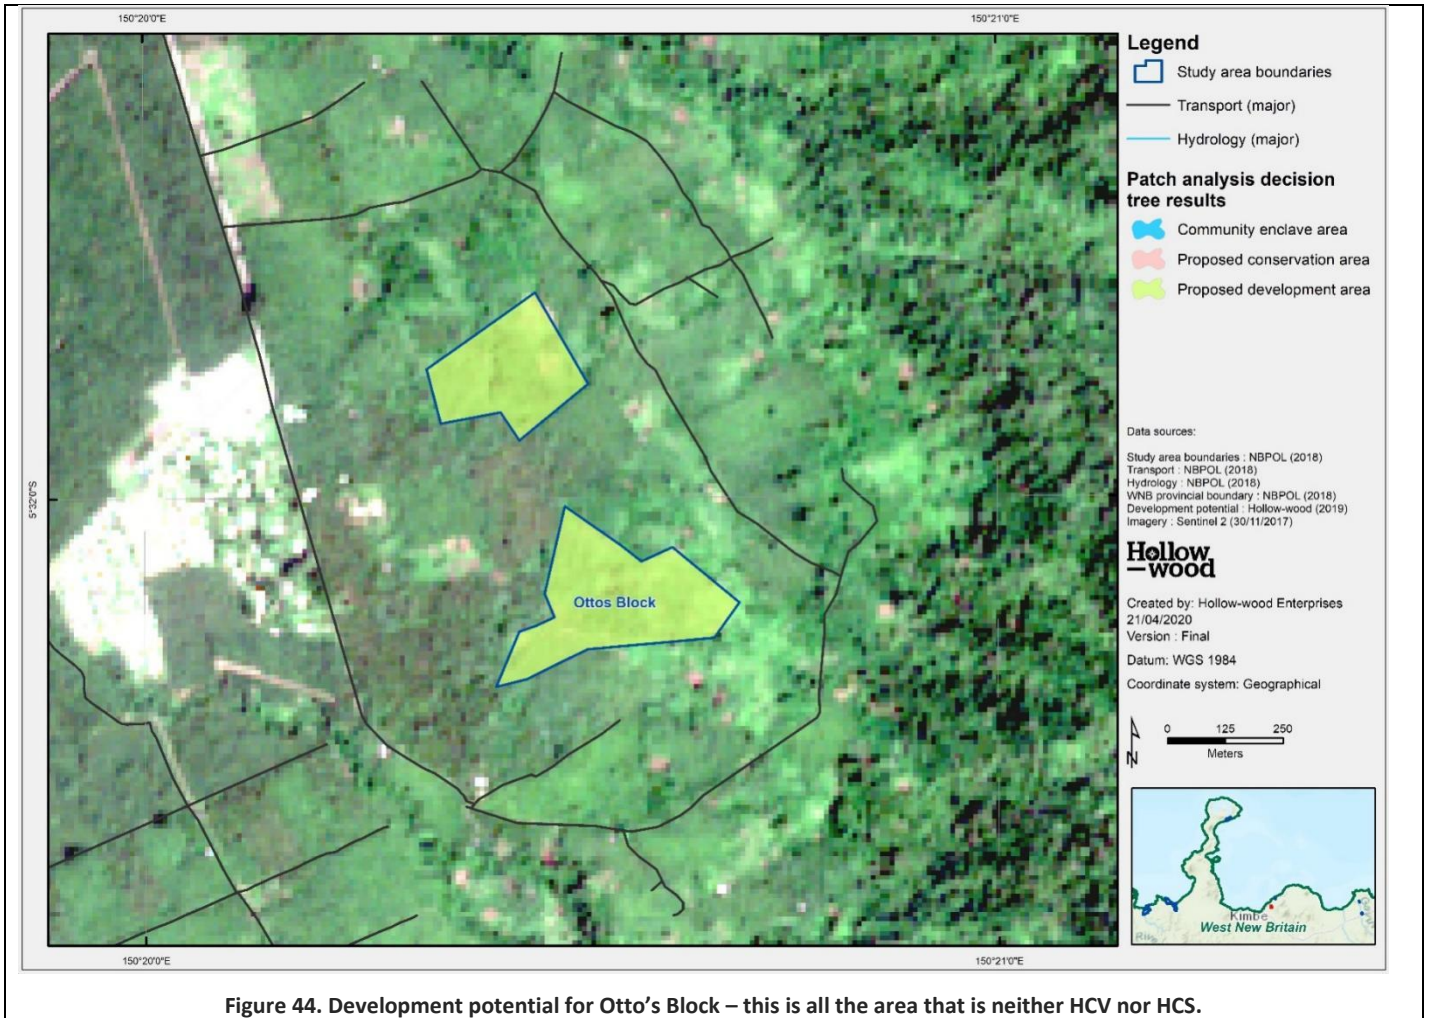 150°20'0"E
150°21'0"E
5°32'0"S
Ottos Block
150°20'0"E
150°21'0"E
Legend
Study area boundaries
Transport (major)
Hydrology (major)
Patch analysis decision
tree results
Community enclave area
Proposed conservation area
Proposed development area
Data sources:
Study area boundaries : NBPOL (2018)
Transport : NBPOL (2018)
Hydrology : NBPOL (2018)
WNB provincial boundary : NBPOL (2018)
Development potential : Hollow-wood (2019)
Imagery : Sentinel 2 (30/11/2017)
Hollow
—wood
Created by: Hollow-wood Enterprises
21/04/2020
Version : Final
Datum: WGS 1984
Coordinate system: Geographical
N
0 125 250
Meters
Kimbe
West New Britain
Figure 44. Development potential for Otto’s Block – this is all the area that is neither HCV nor HCS.